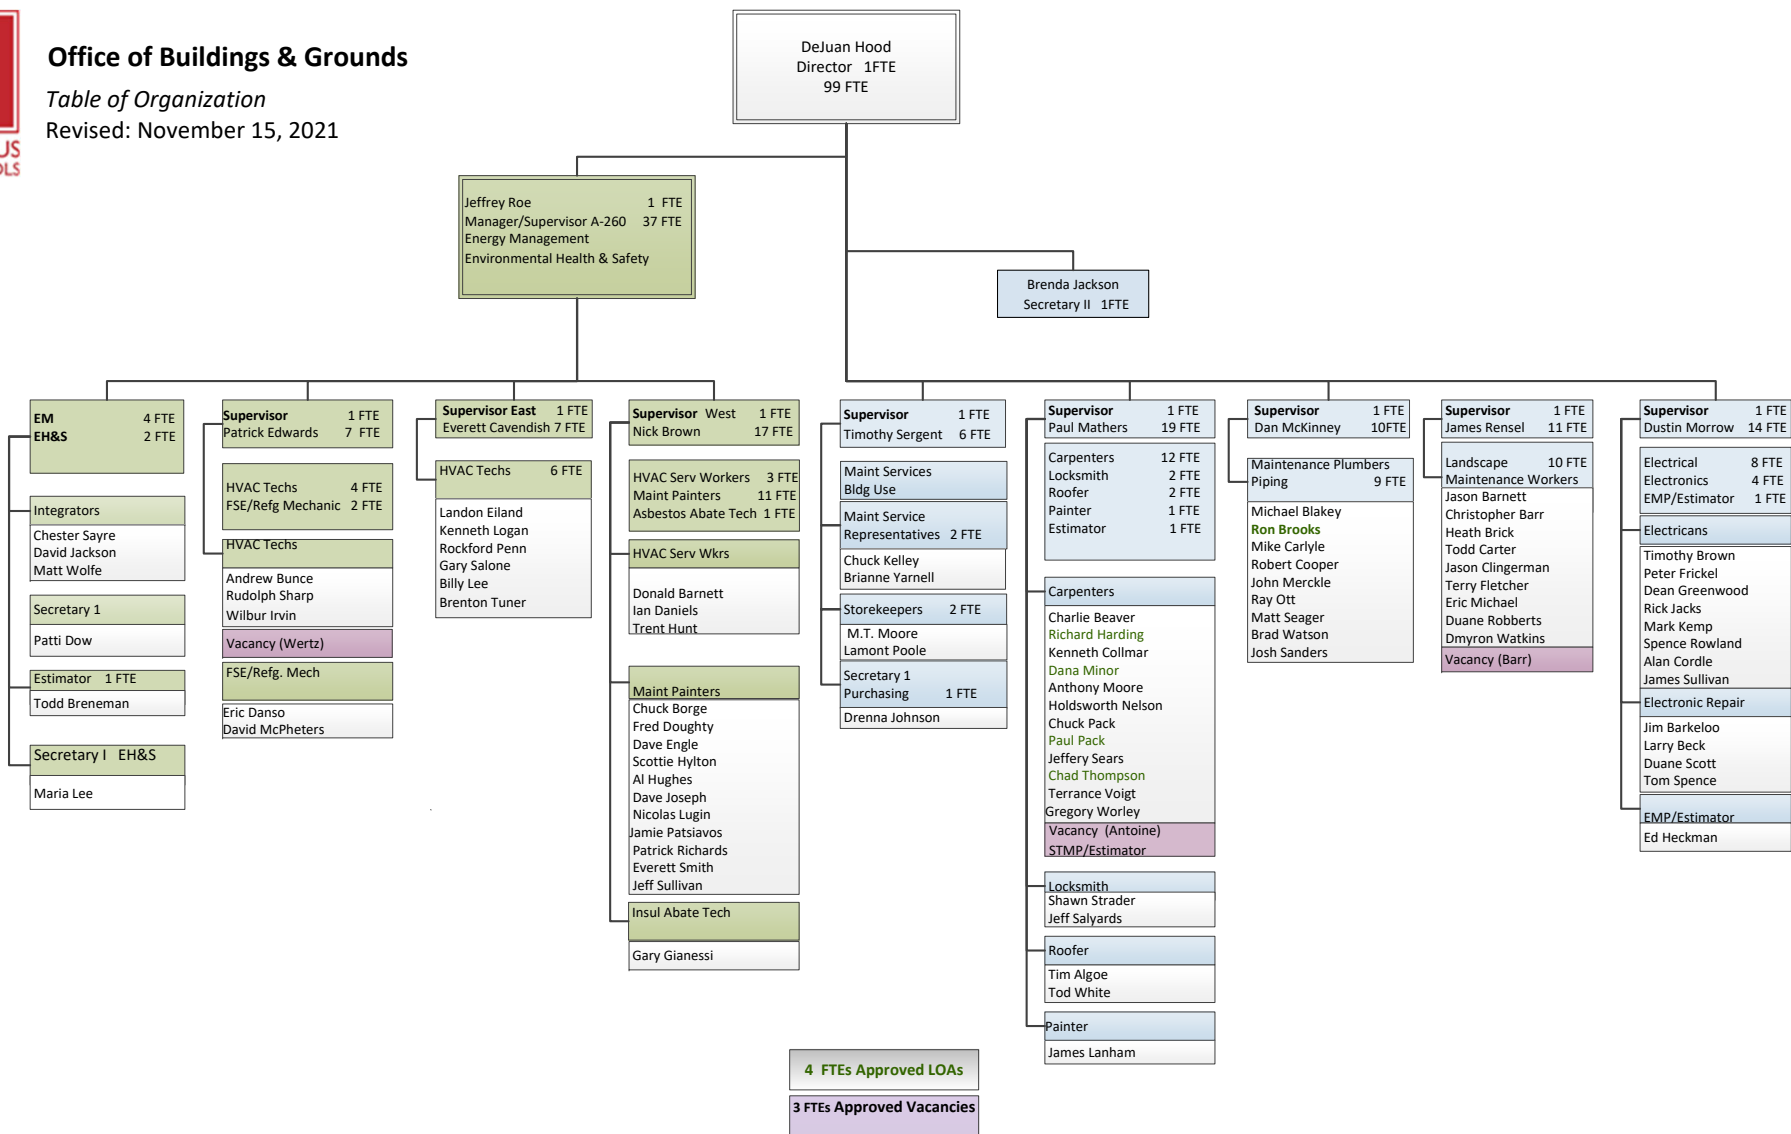 US
OLS
Office of Buildings & Grounds
Table of Organization
Revised: November 15, 2021
DeJuan Hood
Director 1FTE
99 FTE
Jeffrey Roe 1 FTE
Manager/Supervisor A-260 37 FTE
Energy Management
Environmental Health & Safety
Brenda Jackson
Secretary II 1FTE
EM 4 FTE
EH&S 2 FTE
Integrators
Chester Sayre
David Jackson
Matt Wolfe
Secretary 1
Patti Dow
Estimator 1 FTE
Todd Breneman
Secretary I EH&S
Maria Lee
Supervisor 1 FTE
Patrick Edwards 7 FTE
HVAC Techs 4 FTE
FSE/Refg Mechanic 2 FTE
HVAC Techs
Andrew Bunce
Rudolph Sharp
Wilbur Irvin
Vacancy (Wertz)
FSE/Refg. Mech
Eric Danso
David McPheters
Supervisor East 1 FTE
Everett Cavendish 7 FTE
HVAC Techs 6 FTE
Landon Eiland
Kenneth Logan
Rockford Penn
Gary Salone
Billy Lee
Brenton Tuner
Supervisor West 1 FTE
Nick Brown 17 FTE
HVAC Serv Workers 3 FTE
Maint Painters 11 FTE
Asbestos Abate Tech 1 FTE
HVAC Serv Wkrs
Donald Barnett
Ian Daniels
Trent Hunt
Maint Painters
Chuck Borge
Fred Doughty
Dave Engle
Scottie Hylton
Al Hughes
Dave Joseph
Nicolas Lugin
Jamie Patsiavos
Patrick Richards
Everett Smith
Jeff Sullivan
Insul Abate Tech
Gary Gianessi
Supervisor 1 FTE
Timothy Sergent 6 FTE
Maint Services
Bldg Use
Maint Service
Representatives 2 FTE
Chuck Kelley
Brianne Yarnell
Storekeepers 2 FTE
M.T. Moore
Lamont Poole
Secretary 1
Purchasing 1 FTE
Drenna Johnson
Supervisor 1 FTE
Paul Mathers 19 FTE
Carpenters 12 FTE
Locksmith 2 FTE
Roofer 2 FTE
Painter 1 FTE
Estimator 1 FTE
Carpenters
Charlie Beaver
Richard Harding
Kenneth Collmar
Dana Minor
Anthony Moore
Holdsworth Nelson
Chuck Pack
Paul Pack
Jeffery Sears
Chad Thompson
Terrance Voigt
Gregory Worley
Vacancy (Antoine)
STMP/Estimator
Locksmith
Shawn Strader
Jeff Salyards
Roofer
Tim Algoe
Tod White
Painter
James Lanham
Supervisor 1 FTE
Dan McKinney 10FTE
Maintenance Plumbers
Piping 9 FTE
Michael Blakey
Ron Brooks
Mike Carlyle
Robert Cooper
John Merckle
Ray Ott
Matt Seager
Brad Watson
Josh Sanders
Supervisor 1 FTE
James Rensel 11 FTE
Landscape 10 FTE
Maintenance Workers
Jason Barnett
Christopher Barr
Heath Brick
Todd Carter
Jason Clingerman
Terry Fletcher
Eric Michael
Duane Robberts
Dmyron Watkins
Vacancy (Barr)
Supervisor 1 FTE
Dustin Morrow 14 FTE
Electrical 8 FTE
Electronics 4 FTE
EMP/Estimator 1 FTE
Electricans
Timothy Brown
Peter Frickel
Dean Greenwood
Rick Jacks
Mark Kemp
Spence Rowland
Alan Cordle
James Sullivan
Electronic Repair
Jim Barkeloo
Larry Beck
Duane Scott
Tom Spence
EMP/Estimator
Ed Heckman
4 FTEs Approved LOAs
3 FTEs Approved Vacancies